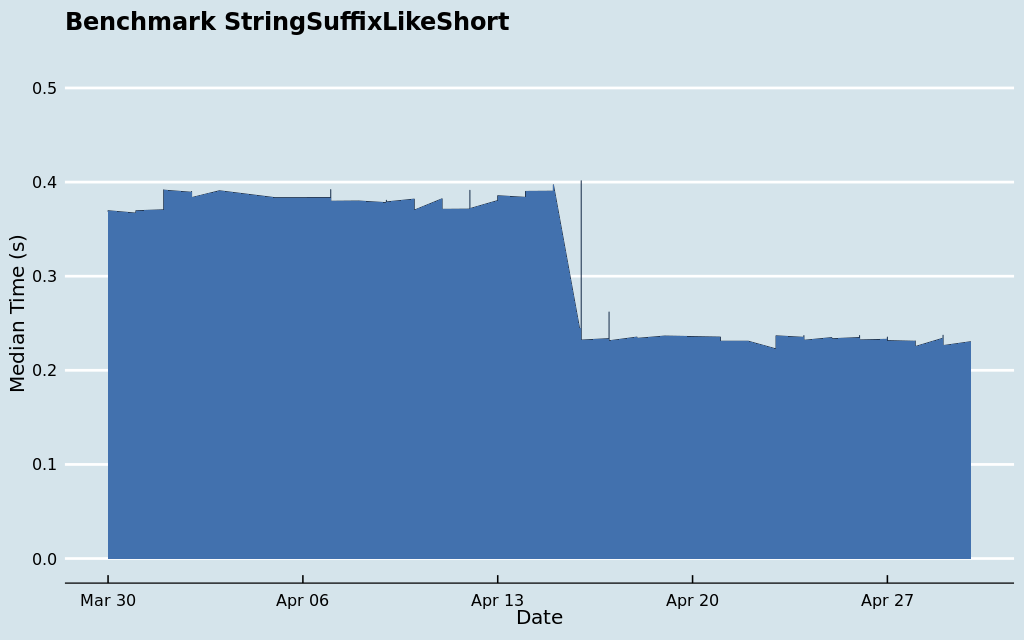 Benchmark StringSuffixLikeShort
0.5
0.4
0.3
0.2
0.1
0.0
Median Time (s)
Mar 30
Apr 06
Apr 13
Apr 20
Apr 27
Date